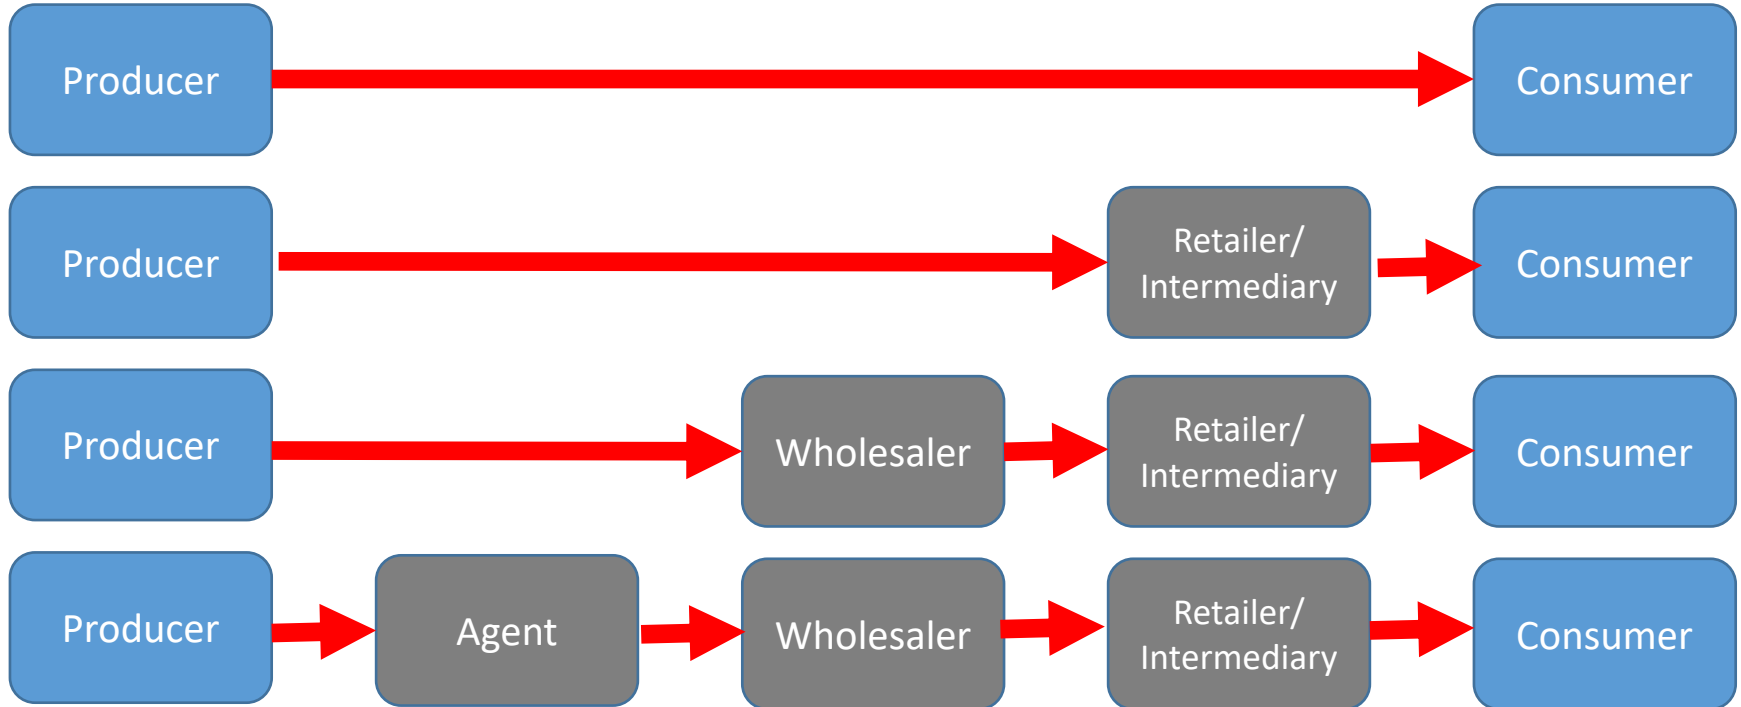 Producer
Consumer
Producer
Retailer/
Intermediary
Consumer
Producer
Wholesaler
Retailer/
Intermediary
Consumer
Producer
Agent
Wholesaler
Retailer/
Intermediary
Consumer